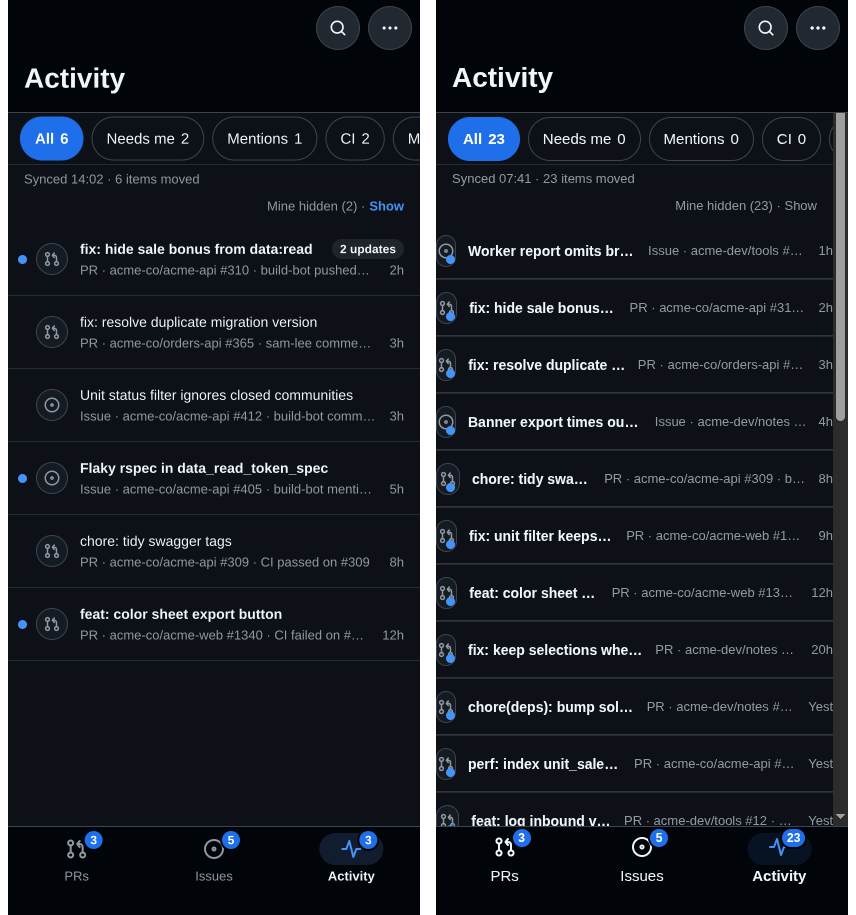 Activity
All 6
Needs me 2
Mentions 1
CI 2
M
Synced 14:02 · 6 items moved
Mine hidden (2) · Show
fix: hide sale bonus from data:read
2 updates
PR · acme-co/acme-api #310 · build-bot pushed…
2h
fix: resolve duplicate migration version
PR · acme-co/orders-api #365 · sam-lee comme…
3h
Unit status filter ignores closed communities
Issue · acme-co/acme-api #412 · build-bot comm…
3h
Flaky rspec in data_read_token_spec
Issue · acme-co/acme-api #405 · build-bot menti…
5h
chore: tidy swagger tags
PR · acme-co/acme-api #309 · CI passed on #309
8h
feat: color sheet export button
PR · acme-co/acme-web #1340 · CI failed on #…
12h
3
5
3
PRs
Issues
Activity
Activity
All 23
Needs me 0
Mentions 0
CI 0
Synced 07:41 · 23 items moved
Mine hidden (23) · Show
Worker report omits br… Issue · acme-dev/tools #… 1h
fix: hide sale bonus… PR · acme-co/acme-api #31… 2h
fix: resolve duplicate … PR · acme-co/orders-api #… 3h
Banner export times ou… Issue · acme-dev/notes … 4h
chore: tidy swa… PR · acme-co/acme-api #309 · b… 8h
fix: unit filter keeps… PR · acme-co/acme-web #1… 9h
feat: color sheet … PR · acme-co/acme-web #13… 12h
fix: keep selections whe… PR · acme-dev/notes … 20h
chore(deps): bump sol… PR · acme-dev/notes #… Yest
perf: index unit_sale… PR · acme-co/acme-api #… Yest
feat: log inbound v… PR · acme-dev/tools #12 · … Yest
3
5
23
PRs
Issues
Activity